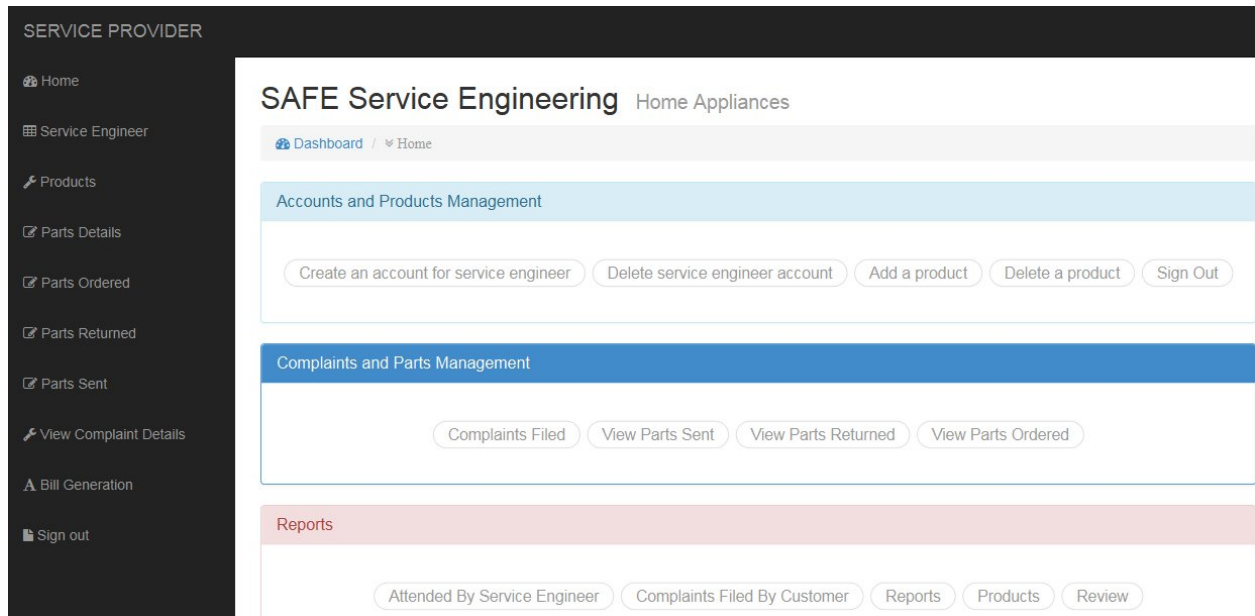 SERVICE PROVIDER
Home
Service Engineer
Products
Parts Details
Parts Ordered
Parts Returned
Parts Sent
View Complaint Details
Bill Generation
Sign out
SAFE Service Engineering Home Appliances
Dashboard / Home
Accounts and Products Management
Create an account for service engineer Delete service engineer account Add a product Delete a product Sign Out
Complaints and Parts Management
Complaints Filed View Parts Sent View Parts Returned View Parts Ordered
Reports
Attended By Service Engineer Complaints Filed By Customer Reports Products Review